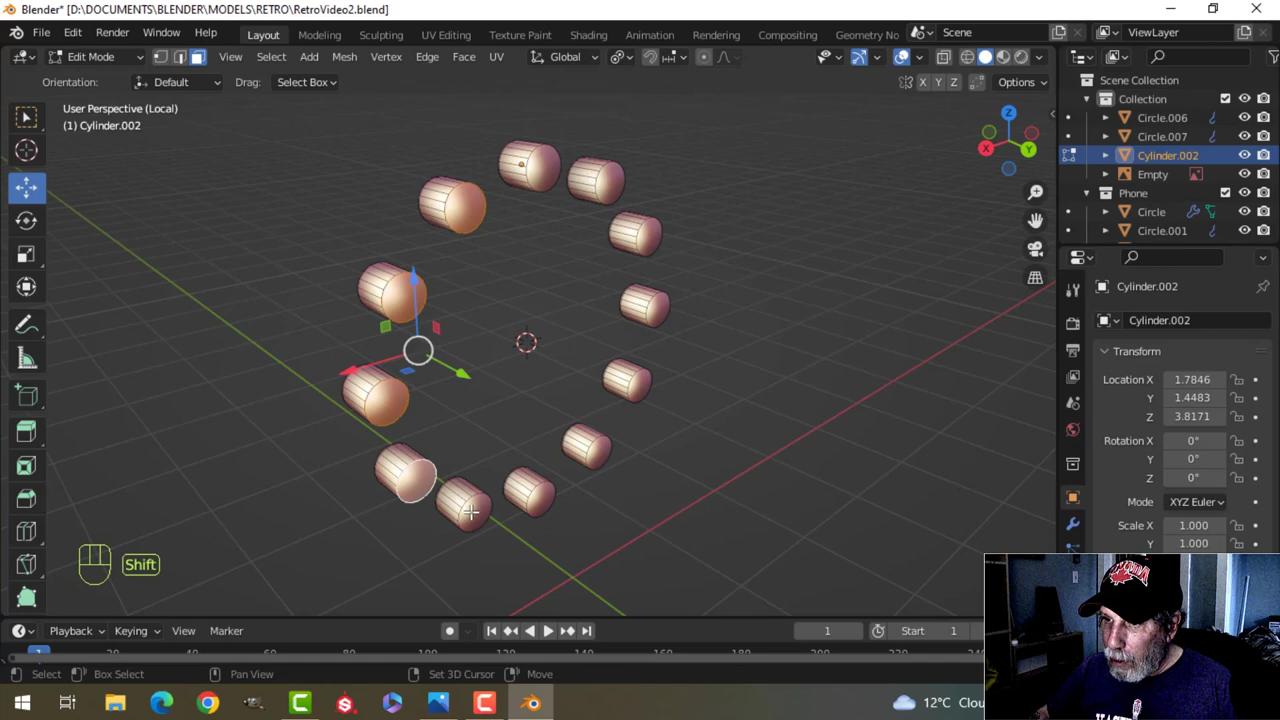 Blender* [D:\DOCUMENTS\BLENDER\MODELS\RETRO\RetroVideo2.blend]
File Edit Render Window Help Layout Modeling Sculpting UV Editing Texture Paint Shading Animation Rendering Compositing Geometry No Scene ViewLayer
Edit Mode View Select Add Mesh Vertex Edge Face UV Global
Orientation: Default Drag: Select Box X Y Z Options
User Perspective (Local)
(1) Cylinder.002
Z
X
Y
Scene Collection
Collection
Circle.006
Circle.007
Cylinder.002
Empty
Phone
Circle
Circle.001
Cylinder.002
Cylinder.002
Transform
Location X 1.7846
Y 1.4483
Z 3.8171
Rotation X 0°
Y 0°
Z 0°
Mode XYZ Euler
Scale X 1.000
Y 1.000
Shift
Playback Keying View Marker 1 Start 1
1
Select Box Select Pan View Set 3D Cursor Move
12°C Clou